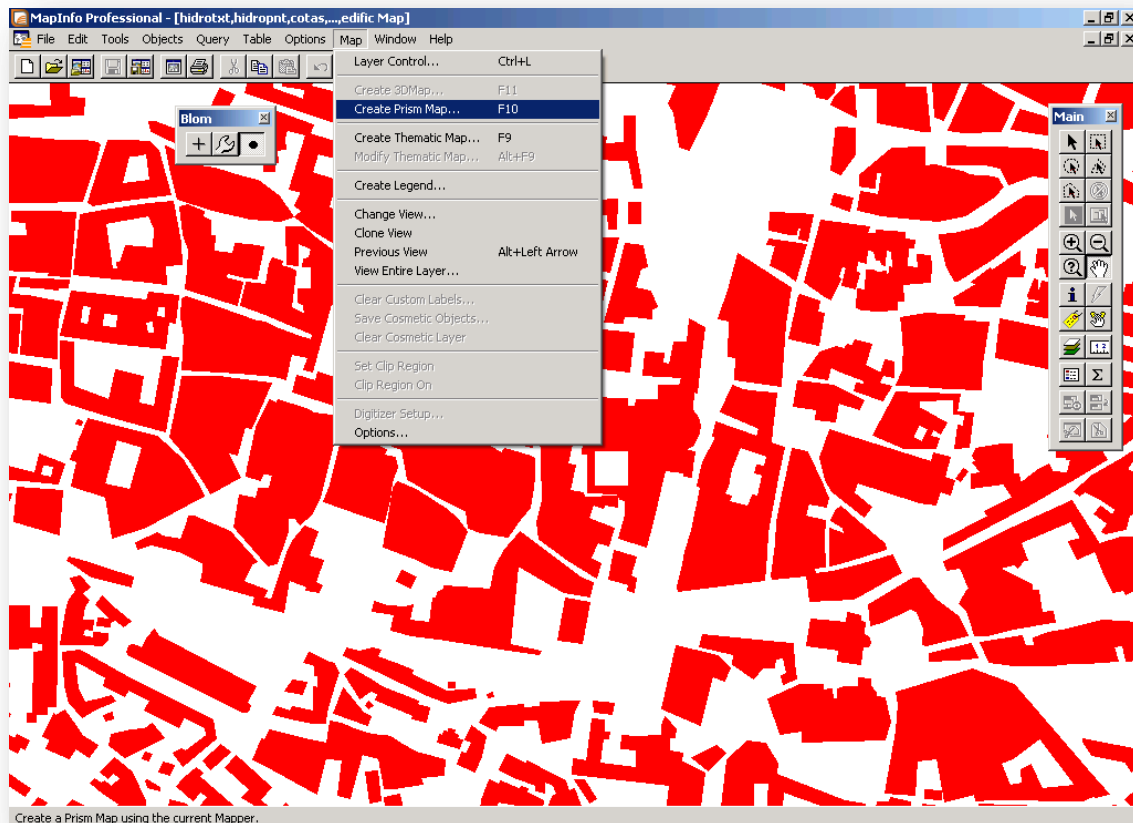 MapInfo Professional - [hidrotxt,hidropnt,cotas,...,edific Map]
File Edit Tools Objects Query Table Options Map Window Help
Layer Control... Ctrl+L
Create 3DMap... F11
Create Prism Map... F10
Create Thematic Map... F9
Modify Thematic Map... Alt+F9
Create Legend...
Change View...
Clone View
Previous View Alt+Left Arrow
View Entire Layer...
Clear Custom Labels...
Save Cosmetic Objects...
Clear Cosmetic Layer
Set Clip Region
Clip Region On
Digitizer Setup...
Options...
Blom
Main
Create a Prism Map using the current Mapper.